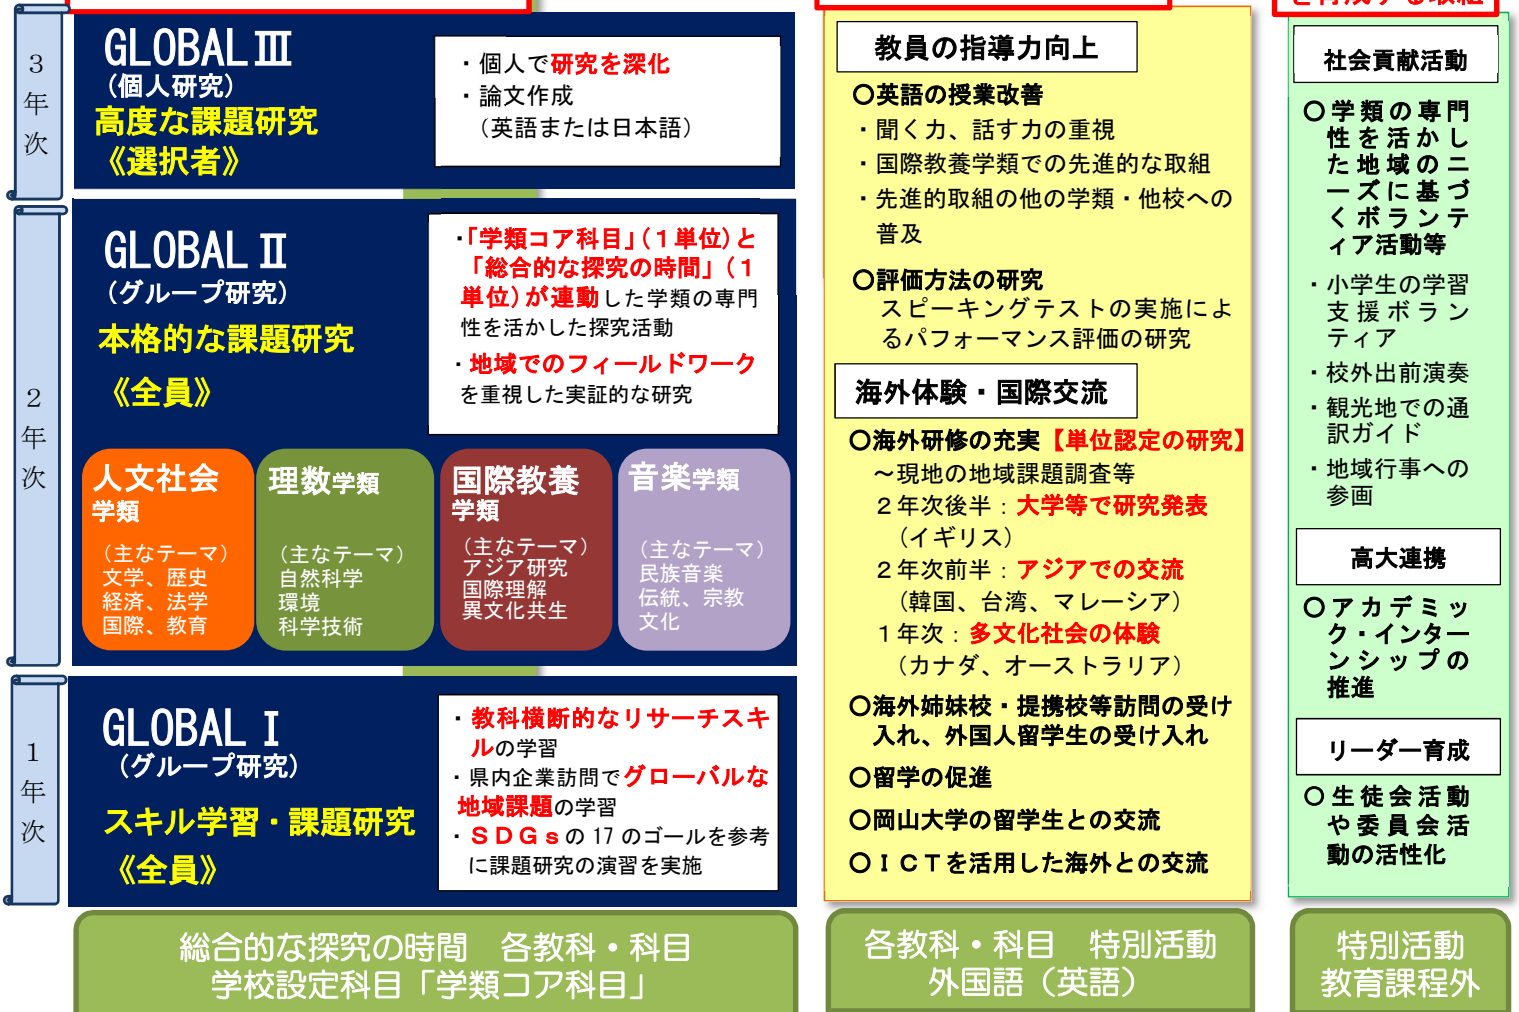 を育成する取組
3
年
次
GLOBALⅢ
（個人研究）
高度な課題研究
《選択者》
・個人で研究を深化
・論文作成
（英語または日本語）
2
年
次
GLOBALⅡ
（グループ研究）
本格的な課題研究
《全員》
・「学類コア科目」（１単位）と
「総合的な探究の時間」（１
単位）が連動した学類の専門
性を活かした探究活動
・地域でのフィールドワーク
を重視した実証的な研究
人文社会
学類
（主なテーマ）
文学、歴史
経済、法学
国際、教育
理数学類
（主なテーマ）
自然科学
環境
科学技術
国際教養
学類
（主なテーマ）
アジア研究
国際理解
異文化共生
音楽学類
（主なテーマ）
民族音楽
伝統、宗教
文化
1
年
次
GLOBALⅠ
（グループ研究）
スキル学習・課題研究
《全員》
・教科横断的なリサーチスキ
ルの学習
・県内企業訪問でグローバルな
地域課題の学習
・ＳＤＧｓの 17 のゴールを参考
に課題研究の演習を実施
総合的な探究の時間　各教科・科目
学校設定科目「学類コア科目」
教員の指導力向上
〇英語の授業改善
・聞く力、話す力の重視
・国際教養学類での先進的な取組
・先進的取組の他の学類・他校への
普及
〇評価方法の研究
スピーキングテストの実施によ
るパフォーマンス評価の研究
海外体験・国際交流
〇海外研修の充実【単位認定の研究】
～現地の地域課題調査等
２年次後半：大学等で研究発表
（イギリス）
２年次前半：アジアでの交流
（韓国、台湾、マレーシア）
１年次：多文化社会の体験
（カナダ、オーストラリア）
〇海外姉妹校・提携校等訪問の受け
入れ、外国人留学生の受け入れ
〇留学の促進
〇岡山大学の留学生との交流
〇ＩＣＴを活用した海外との交流
各教科・科目　特別活動
外国語（英語）
社会貢献活動
〇学類の専門
性を活かし
た地域のニ
ーズに基づ
くボランテ
ィア活動等
・小学生の学習
支援ボラン
ティア
・校外出前演奏
・観光地での通
訳ガイド
・地域行事への
参画
高大連携
〇アカデミッ
ク・インター
ンシップの
推進
リーダー育成
〇生徒会活動
や委員会活
動の活性化
特別活動
教育課程外